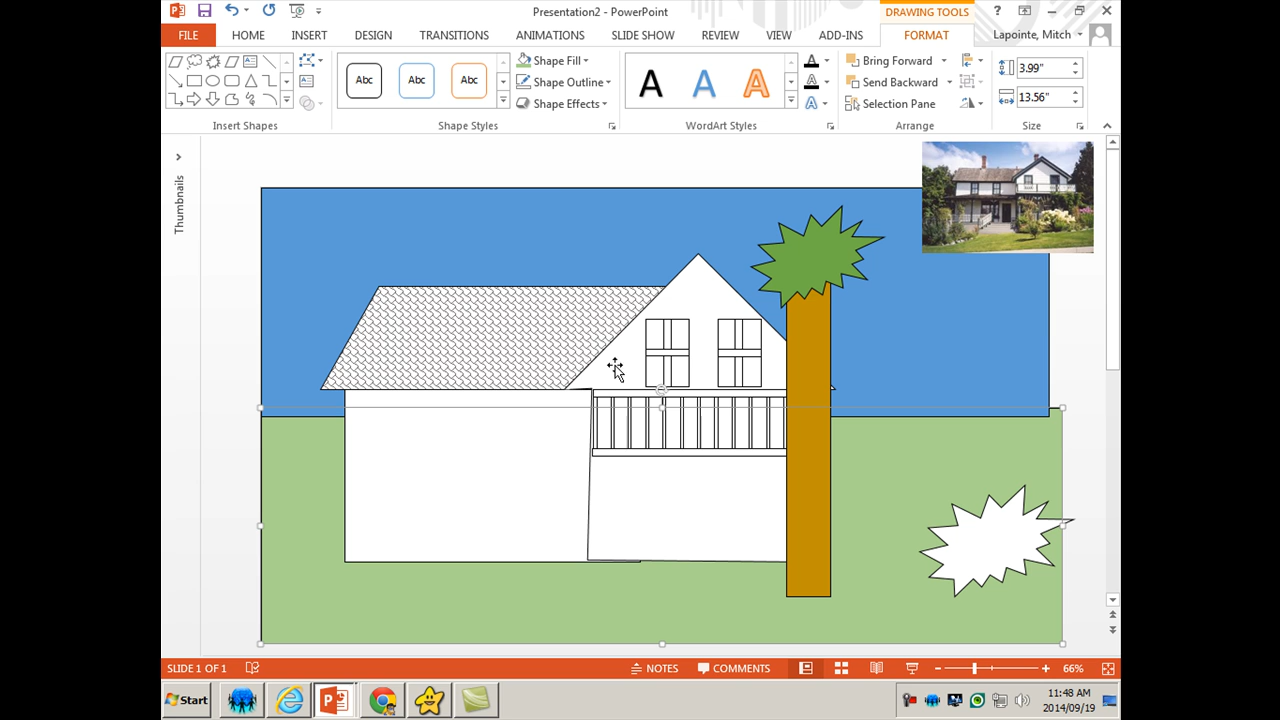 Presentation2 - PowerPoint
DRAWING TOOLS
?
FILE
HOME
INSERT
DESIGN
TRANSITIONS
ANIMATIONS
SLIDE SHOW
REVIEW
VIEW
ADD-INS
FORMAT
Lapointe, Mitch
Abc
Abc
Abc
Shape Fill
Shape Outline
Shape Effects
A
A
A
Bring Forward
Send Backward
Selection Pane
3.99"
13.56"
Insert Shapes
Shape Styles
WordArt Styles
Arrange
Size
Thumbnails
SLIDE 1 OF 1
NOTES
COMMENTS
66%
Start
11:48 AM
2014/09/19